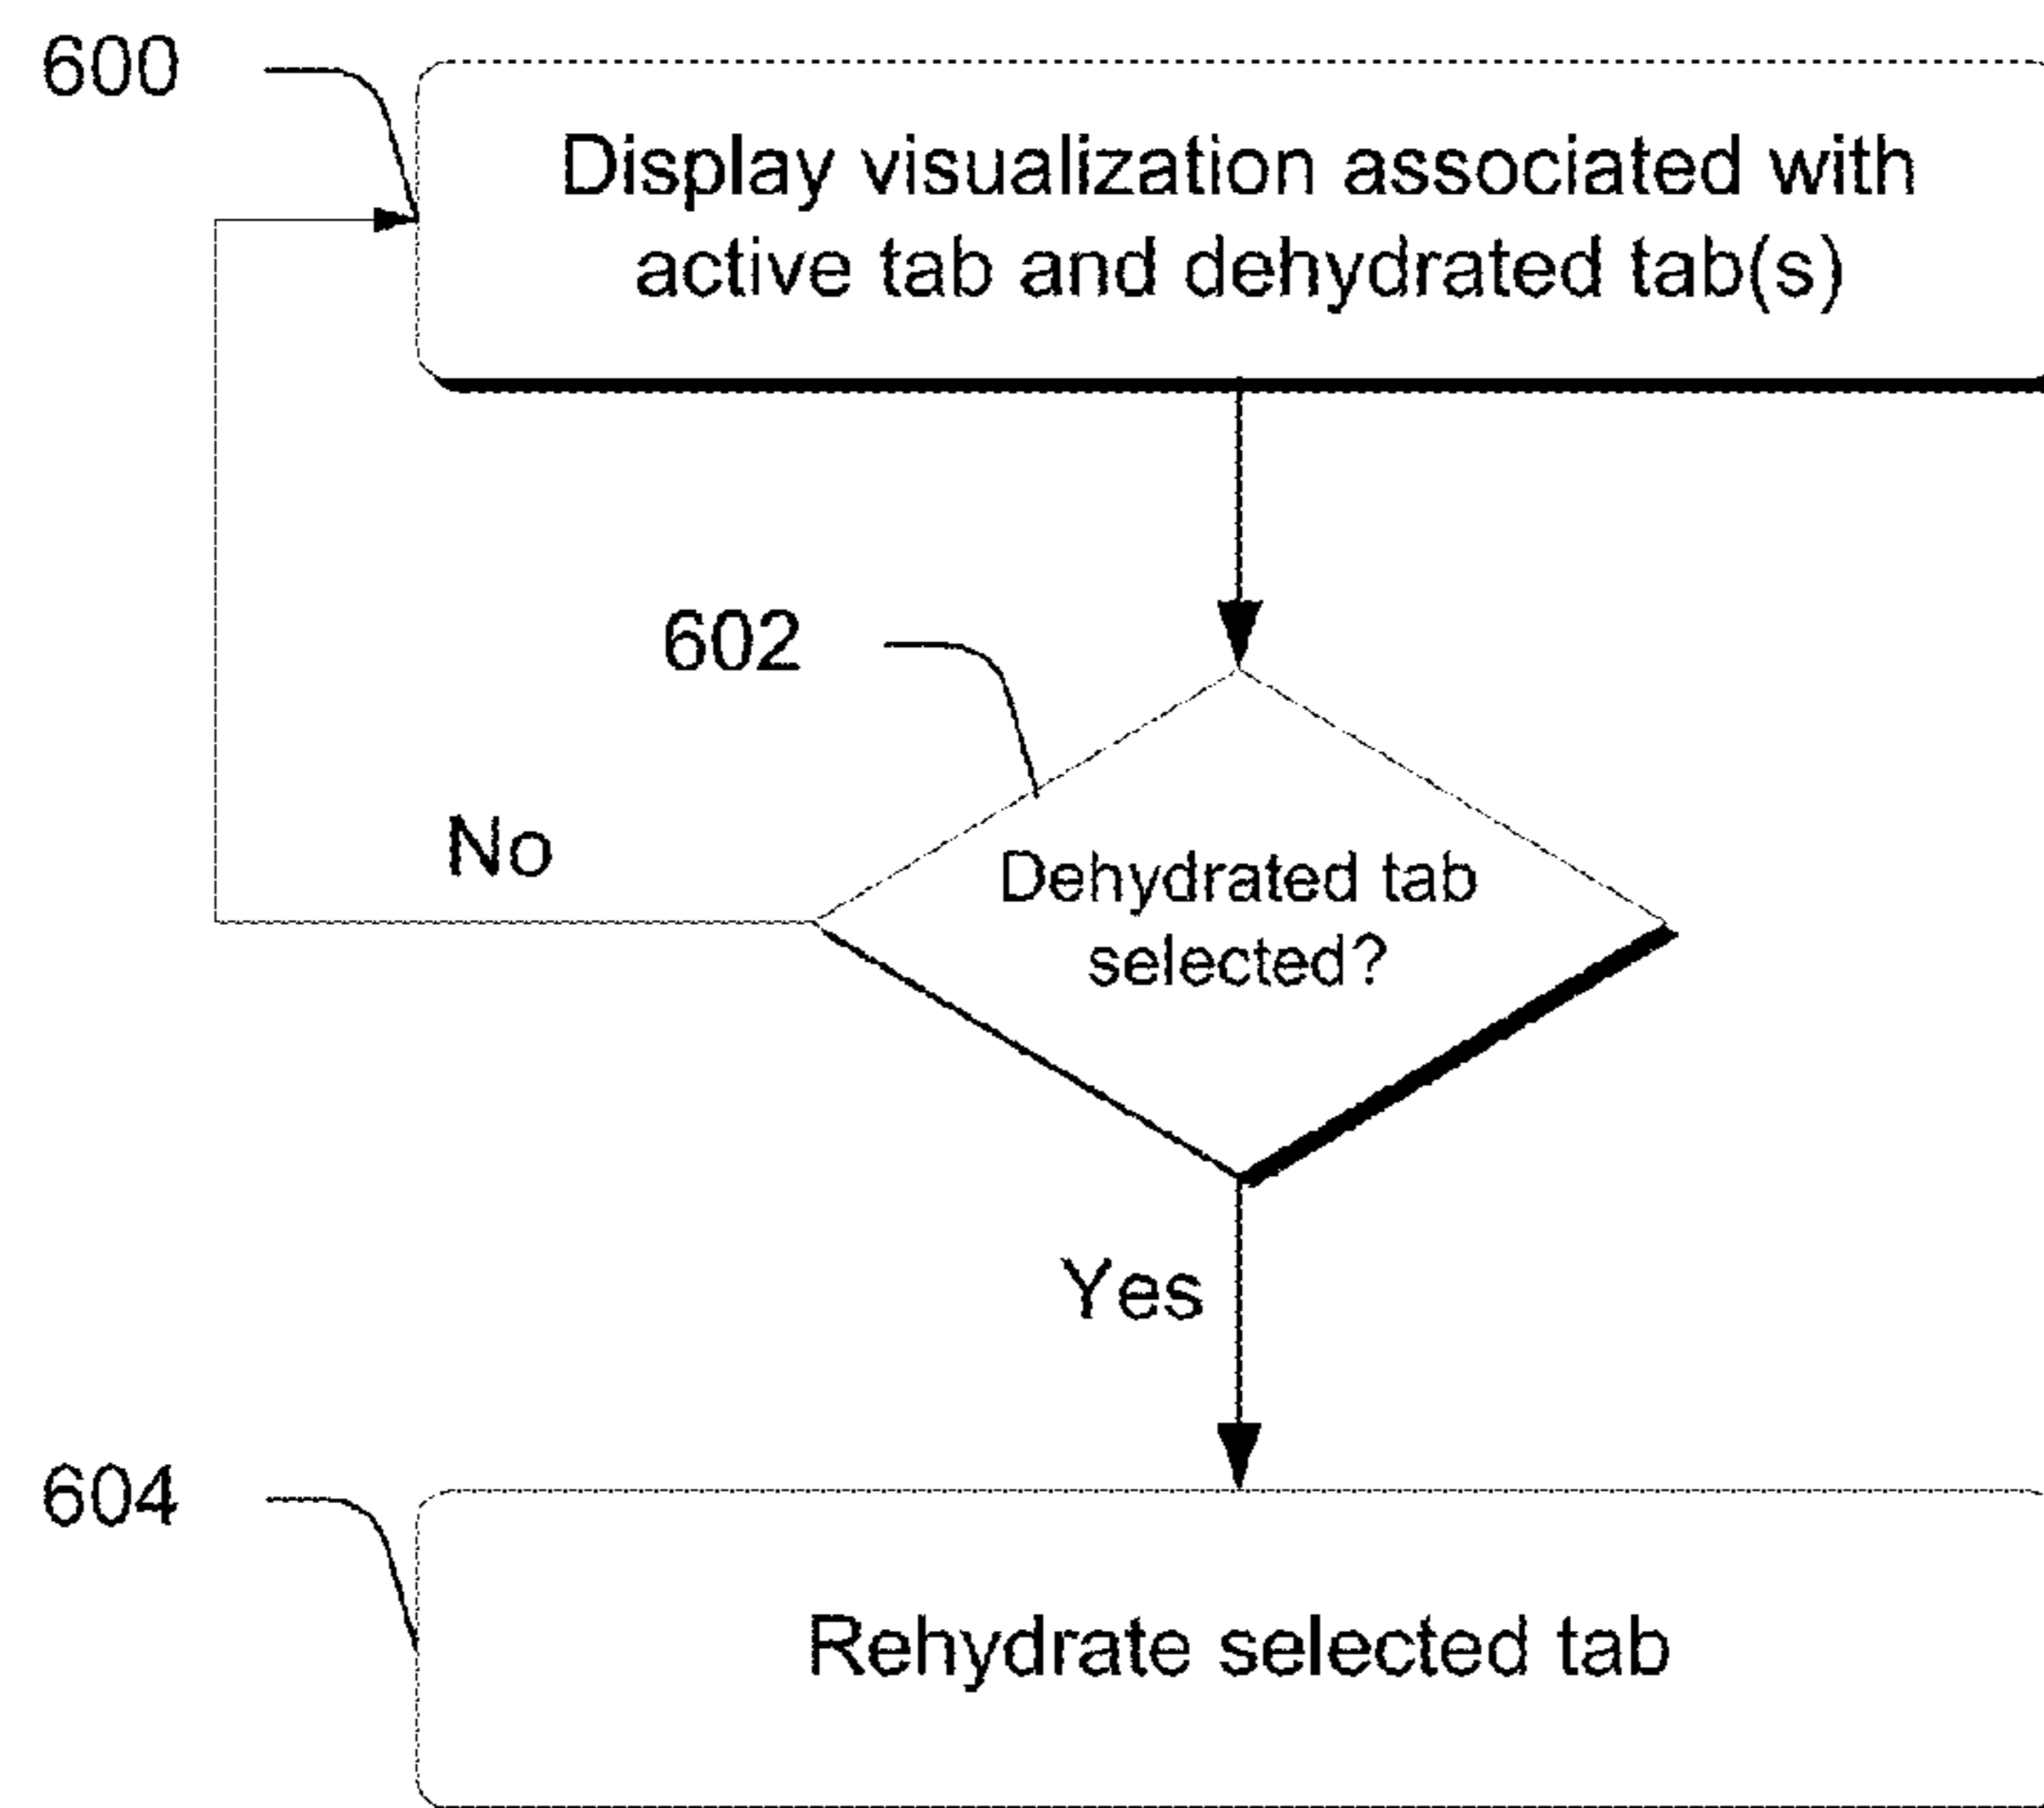 600
Display visualization associated with
active tab and dehydrated tab(s)
602
No
Dehydrated tab
selected?
Yes
604
Rehydrate selected tab